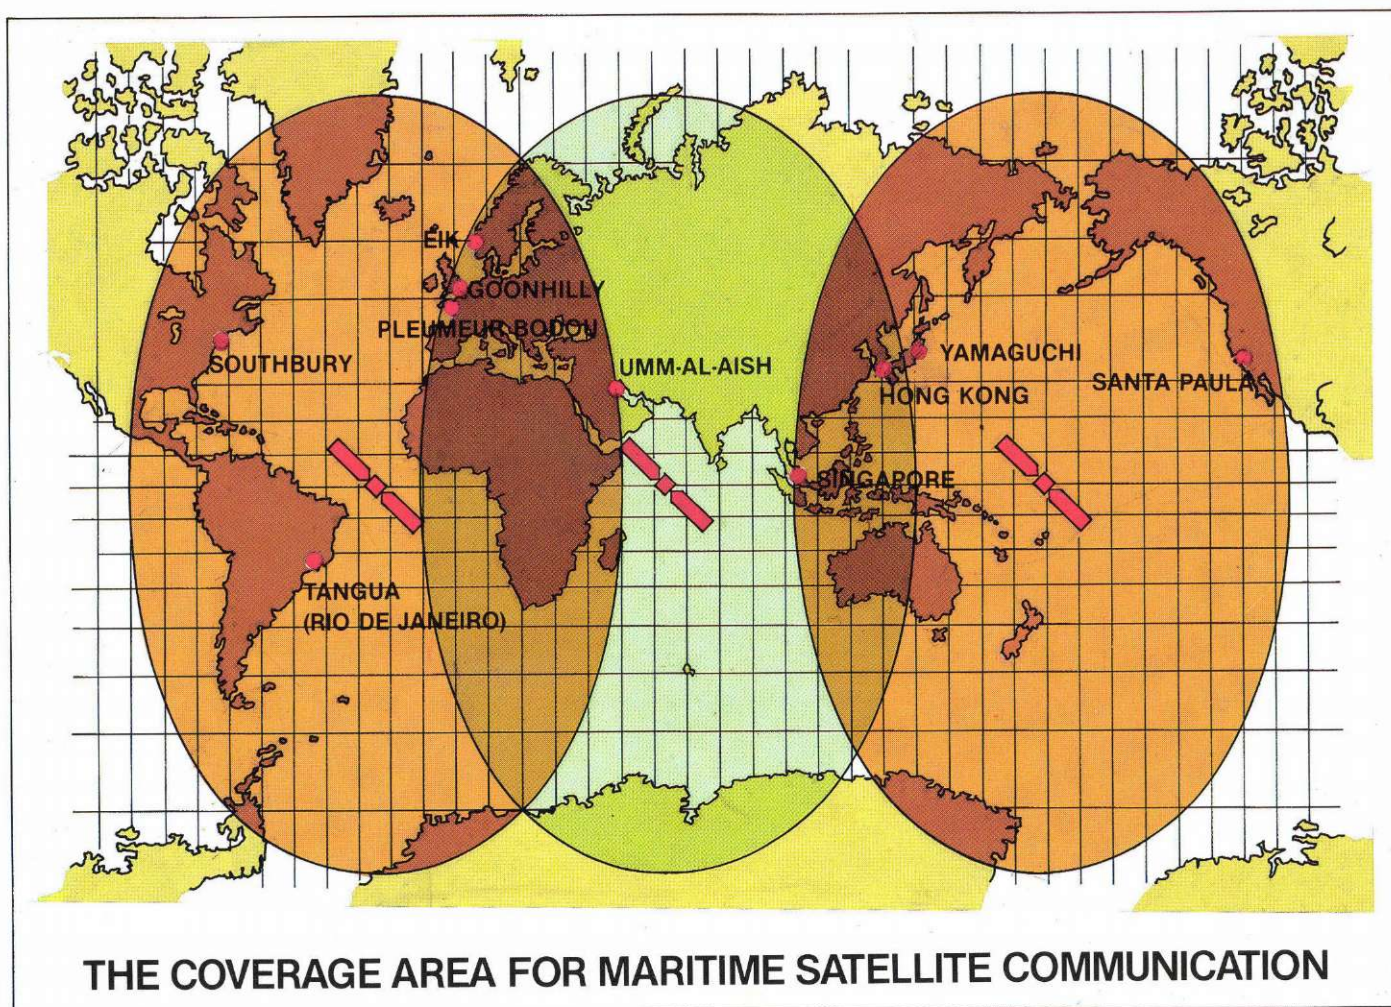 EIK
GOONHILLY
PLEUMEUR-BODOU
SOUTHBURY
UMM-AL-AISH
YAMAGUCHI
HONG KONG
SANTA PAULA
SINGAPORE
TANGUA
(RIO DE JANEIRO)
THE COVERAGE AREA FOR MARITIME SATELLITE COMMUNICATION